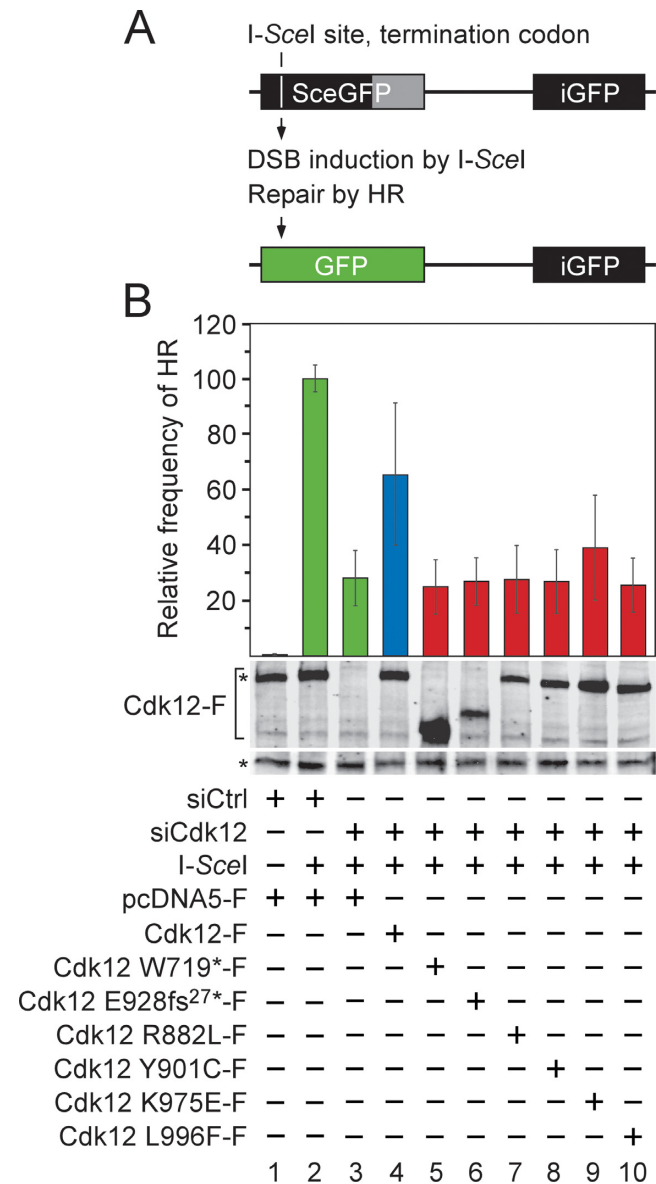 A
I-SceI site, termination codon
SceGFP iGFP
DSB induction by I-SceI
Repair by HR
GFP iGFP
B
Relative frequency of HR
120
100
80
60
40
20
*
Cdk12-F
*
siCtrl + + – – – – – – – –
siCdk12 – – + + + + + + + +
I-SceI – + + + + + + + + +
pcDNA5-F + + + – – – – – – –
Cdk12-F – – – + – – – – – –
Cdk12 W719*-F – – – – + – – – – –
Cdk12 E928fs²⁷*-F – – – – – + – – – –
Cdk12 R882L-F – – – – – – + – – –
Cdk12 Y901C-F – – – – – – – + – –
Cdk12 K975E-F – – – – – – – – + –
Cdk12 L996F-F – – – – – – – – – +
1 2 3 4 5 6 7 8 9 10